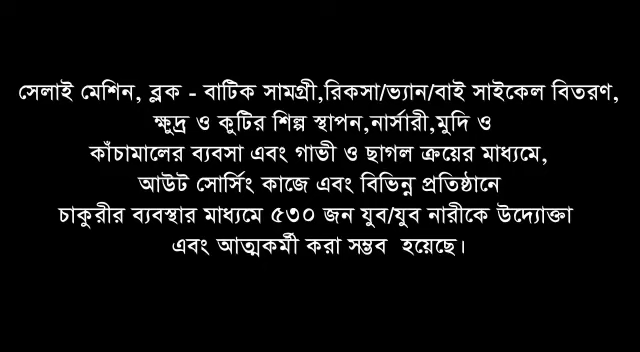 সেলাই মেশিন, ব্লক - বাটিক সামগ্রী,রিকসা/ভ্যান/বাই সাইকেল বিতরণ,
ক্ষুদ্র ও কুটির শিল্প স্থাপন,নার্সারী,মুদি ও
কাঁচামালের ব্যবসা এবং গাভী ও ছাগল ক্রয়ের মাধ্যমে,
আউট সোর্সিং কাজে এবং বিভিন্ন প্রতিষ্ঠানে
চাকুরীর ব্যবস্থার মাধ্যমে ৫৩০ জন যুব/যুব নারীকে উদ্যোক্তা
এবং আত্মকর্মী করা সম্ভব হয়েছে।